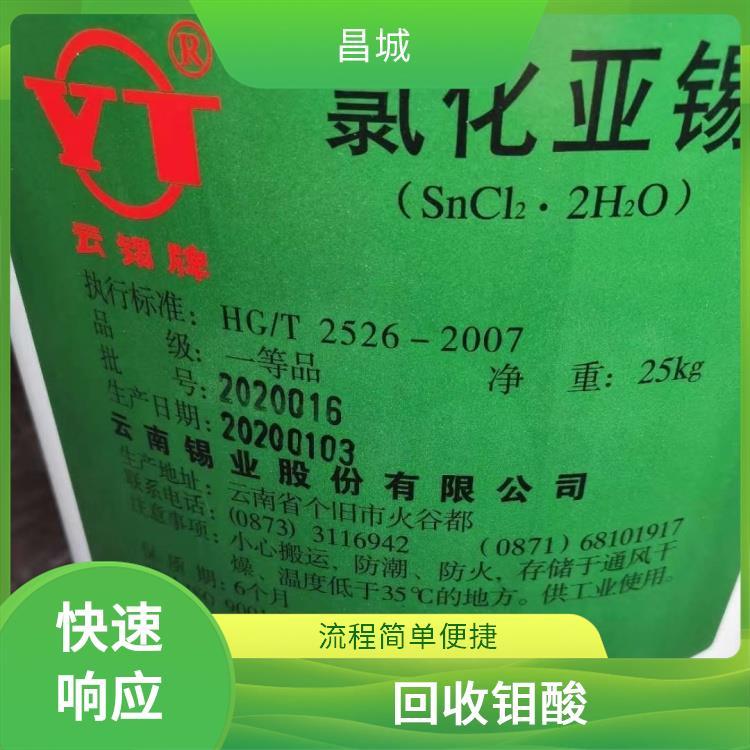 昌城
YT®
云锡牌
氯化亚锡
(SnCl₂·2H₂O)
执行标准: HG/T 2526-2007
品 级: 一等品
净 重: 25kg
批 号: 2020016
生产日期: 20200103
云南锡业股份有限公司
生产地址: 云南省个旧市火谷都
联系电话: (0873) 3116942 (0871) 68101917
注意事项: 小心搬运、防潮、防火,存储于通风干
燥、温度低于35℃的地方。供工业使用。
保 质 期: 6个月
快速
响应
流程简单便捷
回收钼酸